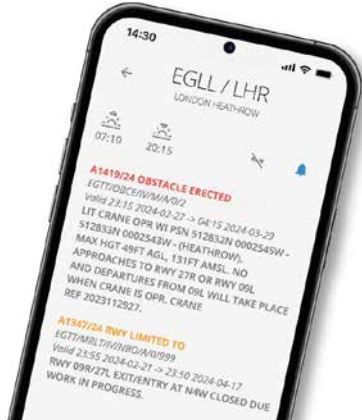 14:30
EGLL / LHR
LONDON HEATHROW
07:10
20:15
A1419/24 OBSTACLE ERECTED
EGTT/OBCE/IV/M/A/0/2
Valid 23:15 2024-02-27 -> 04:15 2024-03-29
LIT CRANE OPR WI PSN 512832N 0002545W -
512833N 0002543W - (HEATHROW).
MAX HGT 49FT AGL, 131FT AMSL. NO
APPROACHES TO RWY 27R OR RWY 09L
AND DEPARTURES FROM 09L WILL TAKE PLACE
WHEN CRANE IS OPR. CRANE
REF 2023112927.
A1347/24 RWY LIMITED TO
EGTT/MRLT/IV/NBO/A/0/999
Valid 23:55 2024-02-21 -> 23:50 2024-04-17
RWY 09R/27L EXIT/ENTRY AT N4W CLOSED DUE
WORK IN PROGRESS.